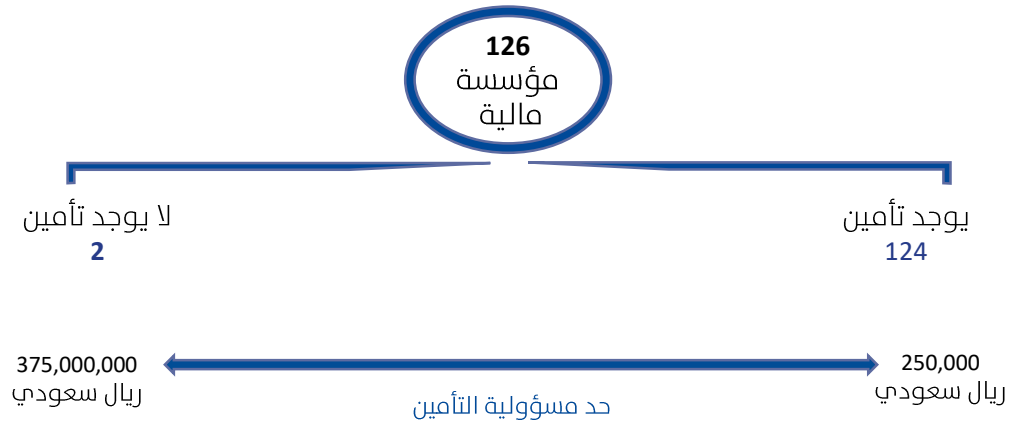 126
مؤسسة
مالية
يوجد تأمين
124
لا يوجد تأمين
2
250,000
ريال سعودي
حد مسؤولية التأمين
375,000,000
ريال سعودي